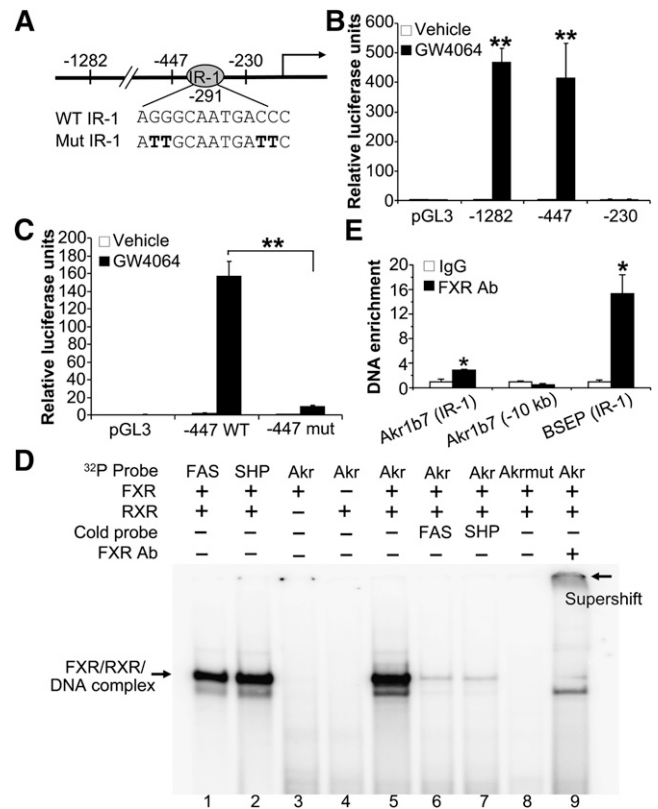 A
-1282
-447
-230
IR-1
-291
WT IR-1 AGGGCAATGACCC
Mut IR-1 ATTGCAATGATTC
B
Relative luciferase units
Vehicle
GW4064
600
500
400
300
200
100
0
**
**
pGL3
-1282
-447
-230
C
Relative luciferase units
Vehicle
GW4064
200
180
160
140
120
100
80
60
40
20
0
**
pGL3
-447 WT
-447 mut
E
DNA enrichment
IgG
FXR Ab
20
16
12
8
4
0
*
*
Akr1b7 (IR-1)
Akr1b7 (-10 kb)
BSEP (IR-1)
D
32P Probe FAS SHP Akr Akr Akr Akr Akr Akrmut Akr
FXR + + + − + + + + +
RXR + + − + + + + + +
Cold probe − − − − − FAS SHP − −
FXR Ab − − − − − − − − +
Supershift
FXR/RXR/
DNA complex
1 2 3 4 5 6 7 8 9